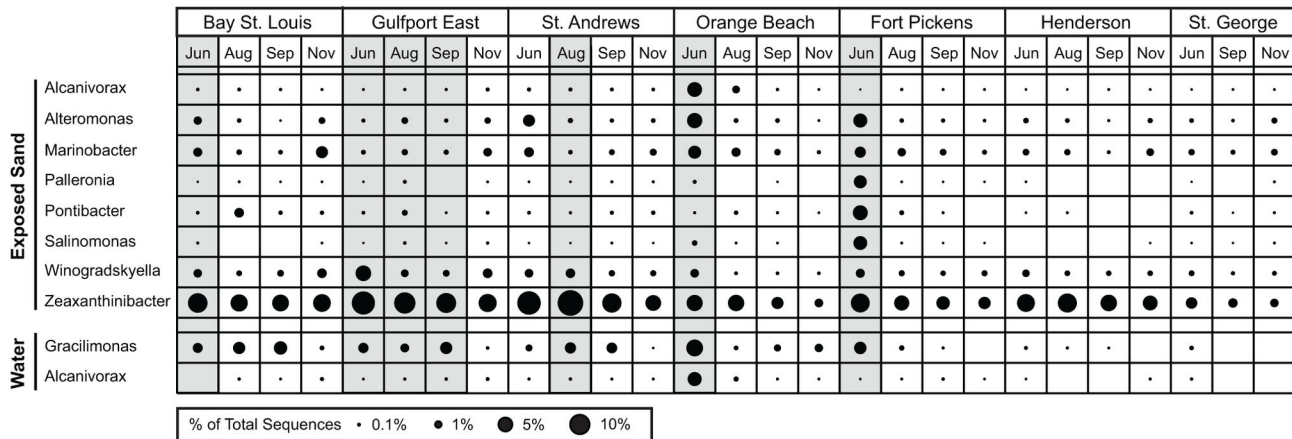 Bay St. Louis Gulfport East St. Andrews Orange Beach Fort Pickens Henderson St. George
Jun Aug Sep Nov Jun Aug Sep Nov Jun Aug Sep Nov Jun Aug Sep Nov Jun Aug Sep Nov Jun Aug Sep Nov Jun Sep Nov
Exposed Sand
Alcanivorax
Alteromonas
Marinobacter
Palleronia
Pontibacter
Salinomonas
Winogradskyella
Zeaxanthinibacter
Water
Gracilimonas
Alcanivorax
% of Total Sequences 0.1% 1% 5% 10%